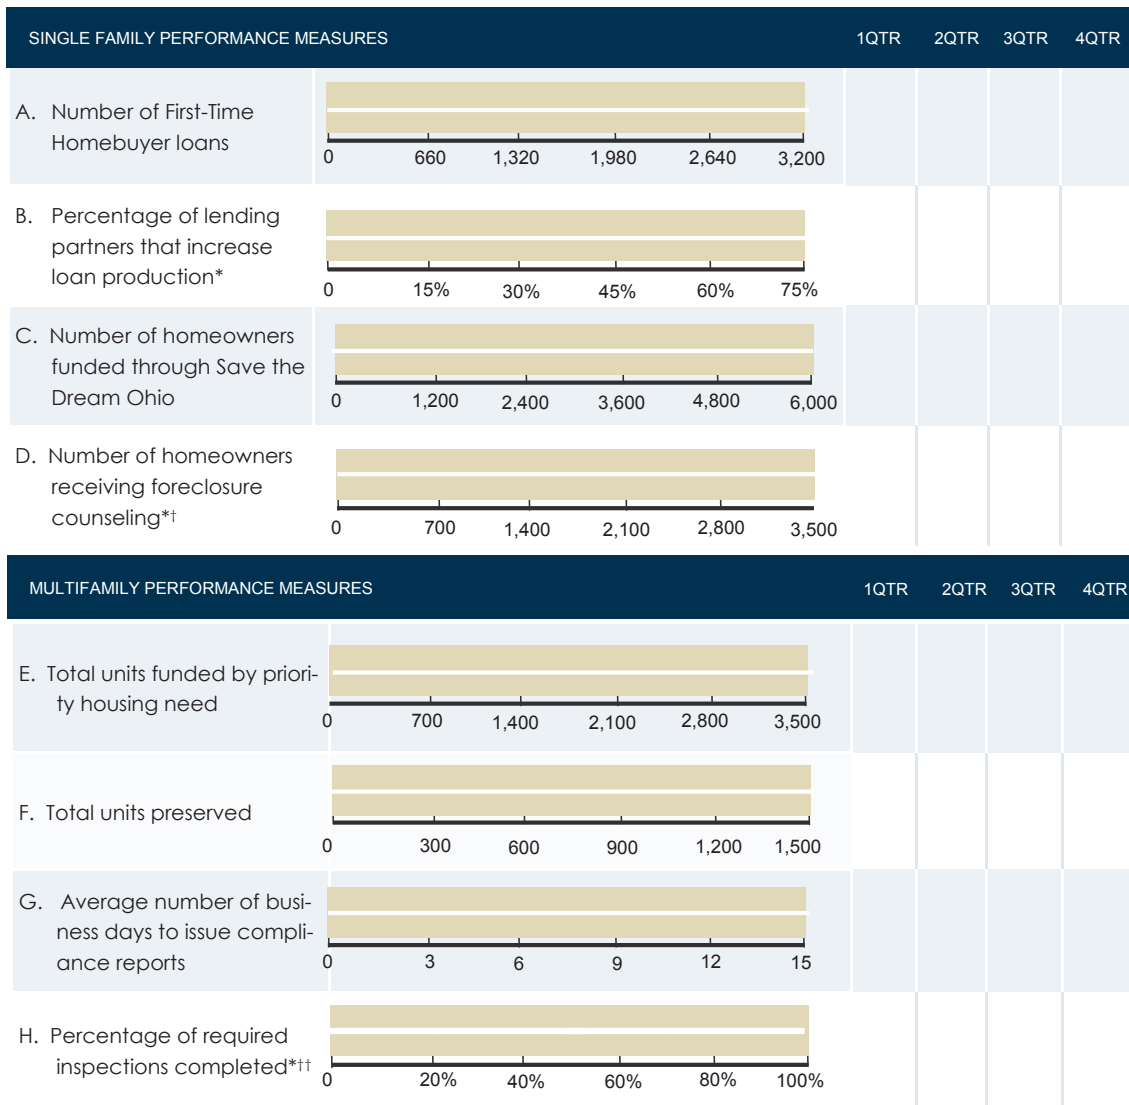 SINGLE FAMILY PERFORMANCE MEASURES 1QTR 2QTR 3QTR 4QTR
A. Number of First-Time
Homebuyer loans
0 660 1,320 1,980 2,640 3,200
B. Percentage of lending
partners that increase
loan production*
0 15% 30% 45% 60% 75%
C. Number of homeowners
funded through Save the
Dream Ohio
0 1,200 2,400 3,600 4,800 6,000
D. Number of homeowners
receiving foreclosure
counseling*†
0 700 1,400 2,100 2,800 3,500
MULTIFAMILY PERFORMANCE MEASURES 1QTR 2QTR 3QTR 4QTR
E. Total units funded by priori-
ty housing need
0 700 1,400 2,100 2,800 3,500
F. Total units preserved
0 300 600 900 1,200 1,500
G. Average number of busi-
ness days to issue compli-
ance reports
0 3 6 9 12 15
H. Percentage of required
inspections completed*††
0 20% 40% 60% 80% 100%